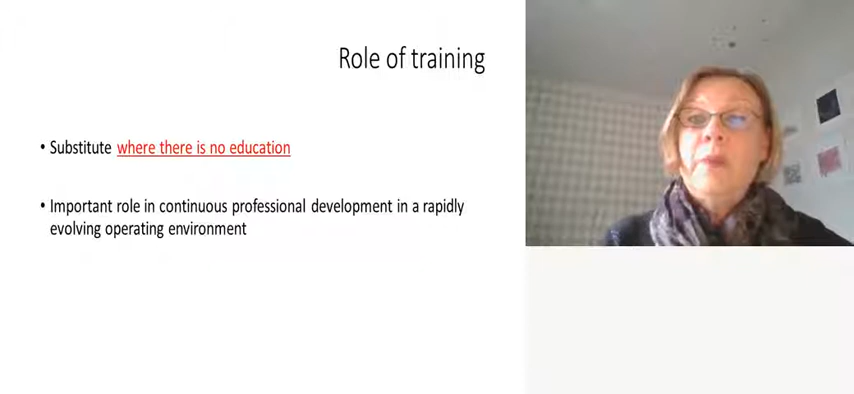 Role of training
• Substitute where there is no education
• Important role in continuous professional development in a rapidly
evolving operating environment